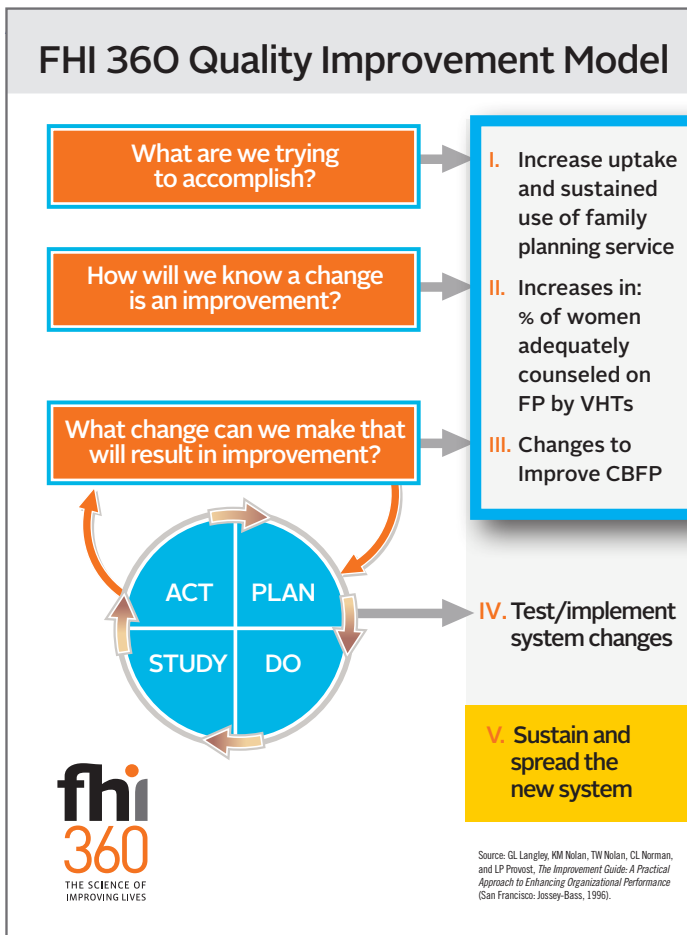 FHI 360 Quality Improvement Model
What are we trying
to accomplish?
How will we know a change
is an improvement?
What change can we make that
will result in improvement?
I. Increase uptake
and sustained
use of family
planning service
II. Increases in:
% of women
adequately
counseled on
FP by VHTs
III. Changes to
Improve CBFP
ACT PLAN
STUDY DO
IV. Test/implement
system changes
V. Sustain and
spread the
new system
fhi
360
THE SCIENCE OF
IMPROVING LIVES
Source: GL Langley, KM Nolan, TW Nolan, CL Norman,
and LP Provost, The Improvement Guide: A Practical
Approach to Enhancing Organizational Performance
(San Francisco: Jossey-Bass, 1996).